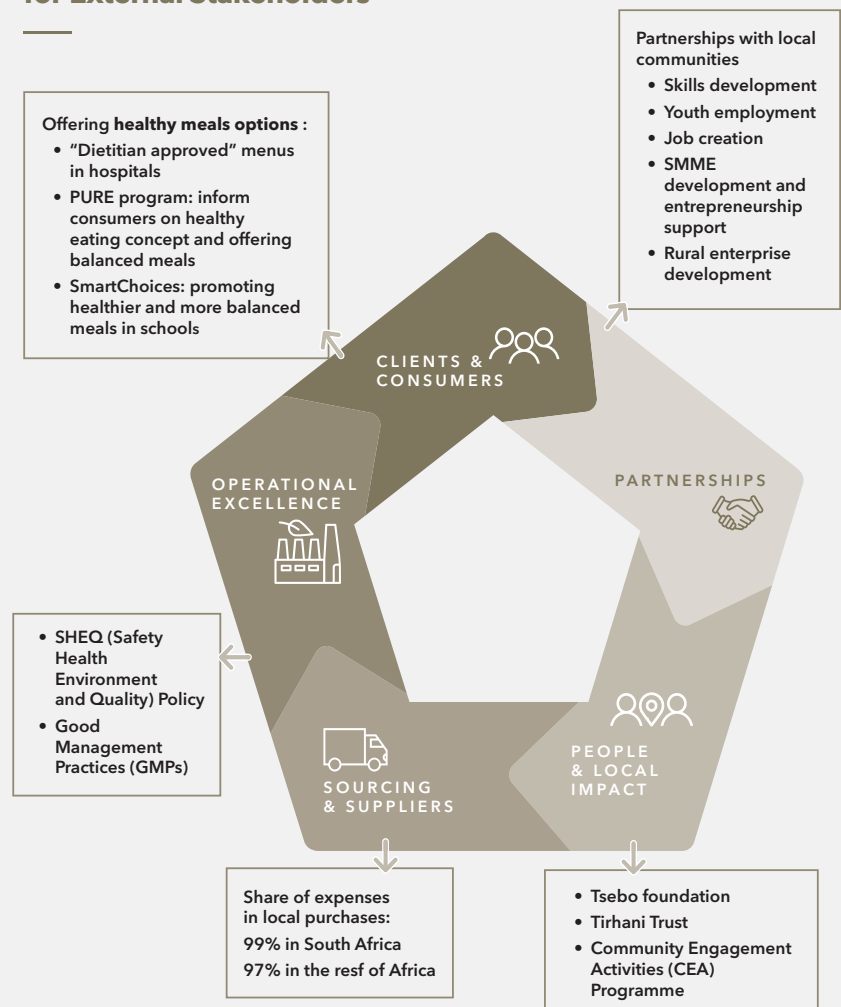 for External Stakeholders
Partnerships with local
communities
• Skills development
• Youth employment
• Job creation
• SMME
development and
entrepreneurship
support
• Rural enterprise
development
Offering healthy meals options :
• “Dietitian approved” menus
in hospitals
• PURE program: inform
consumers on healthy
eating concept and offering
balanced meals
• SmartChoices: promoting
healthier and more balanced
meals in schools
CLIENTS &
CONSUMERS
PARTNERSHIPS
OPERATIONAL
EXCELLENCE
• SHEQ (Safety
Health
Environment
and Quality) Policy
• Good
Management
Practices (GMPs)
PEOPLE
& LOCAL
IMPACT
SOURCING
& SUPPLIERS
Share of expenses
in local purchases:
99% in South Africa
97% in the resf of Africa
• Tsebo foundation
• Tirhani Trust
• Community Engagement
Activities (CEA)
Programme